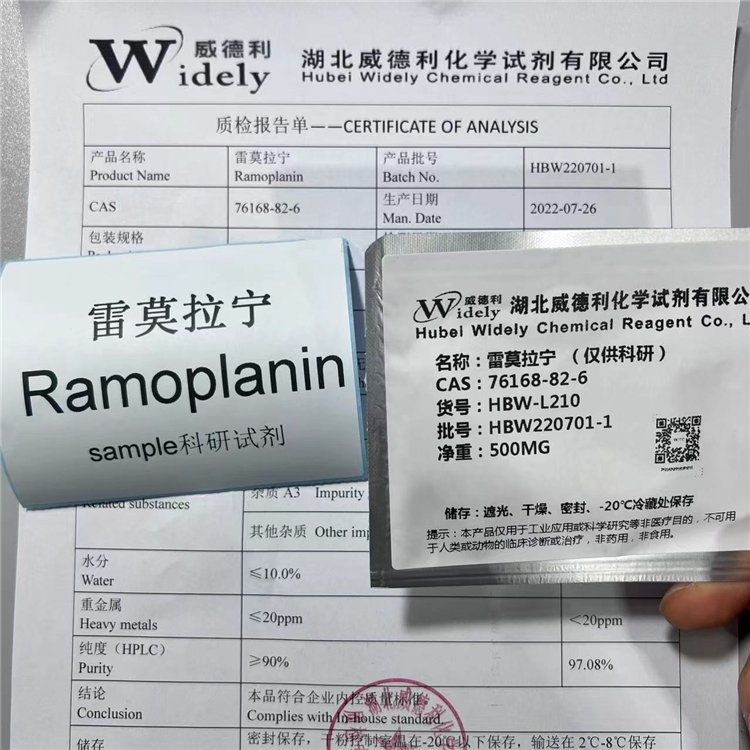 Widely 威德利 湖北威德利化学试剂有限公司
Hubei Widely Chemical Reagent Co., Ltd
质检报告单——CERTIFICATE OF ANALYSIS
产品名称 雷莫拉宁 产品批号 HBW220701-1
Product Name Ramoplanin Batch No.
CAS 76168-82-6 生产日期 2022-07-26
Man. Date
包装规格
雷莫拉宁
Ramoplanin
sample科研试剂
Widely 威德利 湖北威德利化学试剂有限公
Hubei Widely Chemical Reagent Co., L
名称：雷莫拉宁 （仅供科研）
CAS：76168-82-6
货号：HBW-L210
批号：HBW220701-1
净重：500MG
储存：遮光、干燥、密封、-20℃冷藏处保存
提示：本产品仅用于工业应用或科学研究等非医疗目的，不可用
于人类或动物的临床诊断或治疗，非药用，非食用。
Related substances
杂质 A3 Impurity
其他杂质 Other imp
水分 ≤10.0%
Water
重金属 ≤20ppm <20ppm
Heavy metals
纯度（HPLC） ≥90% 97.08%
Purity
结论 本品符合企业内控质量标准
Conclusion Complies with In-house standard.
储存 密封保存，干粉控制室温在-20℃以下保存，输送在 2℃-8℃保存